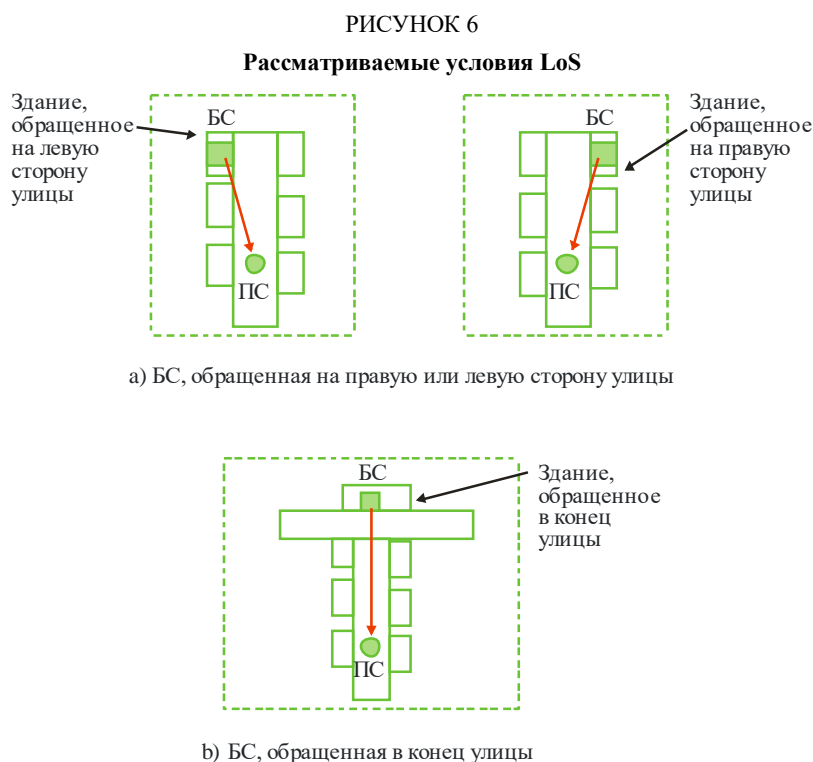 РИСУНОК 6
Рассматриваемые условия LoS
Здание,
обращенное
на левую
сторону
улицы
БС
ПС
БС
Здание,
обращенное
на правую
сторону
улицы
ПС
a) БС, обращенная на правую или левую сторону улицы
БС
Здание,
обращенное
в конец
улицы
ПС
b) БС, обращенная в конец улицы